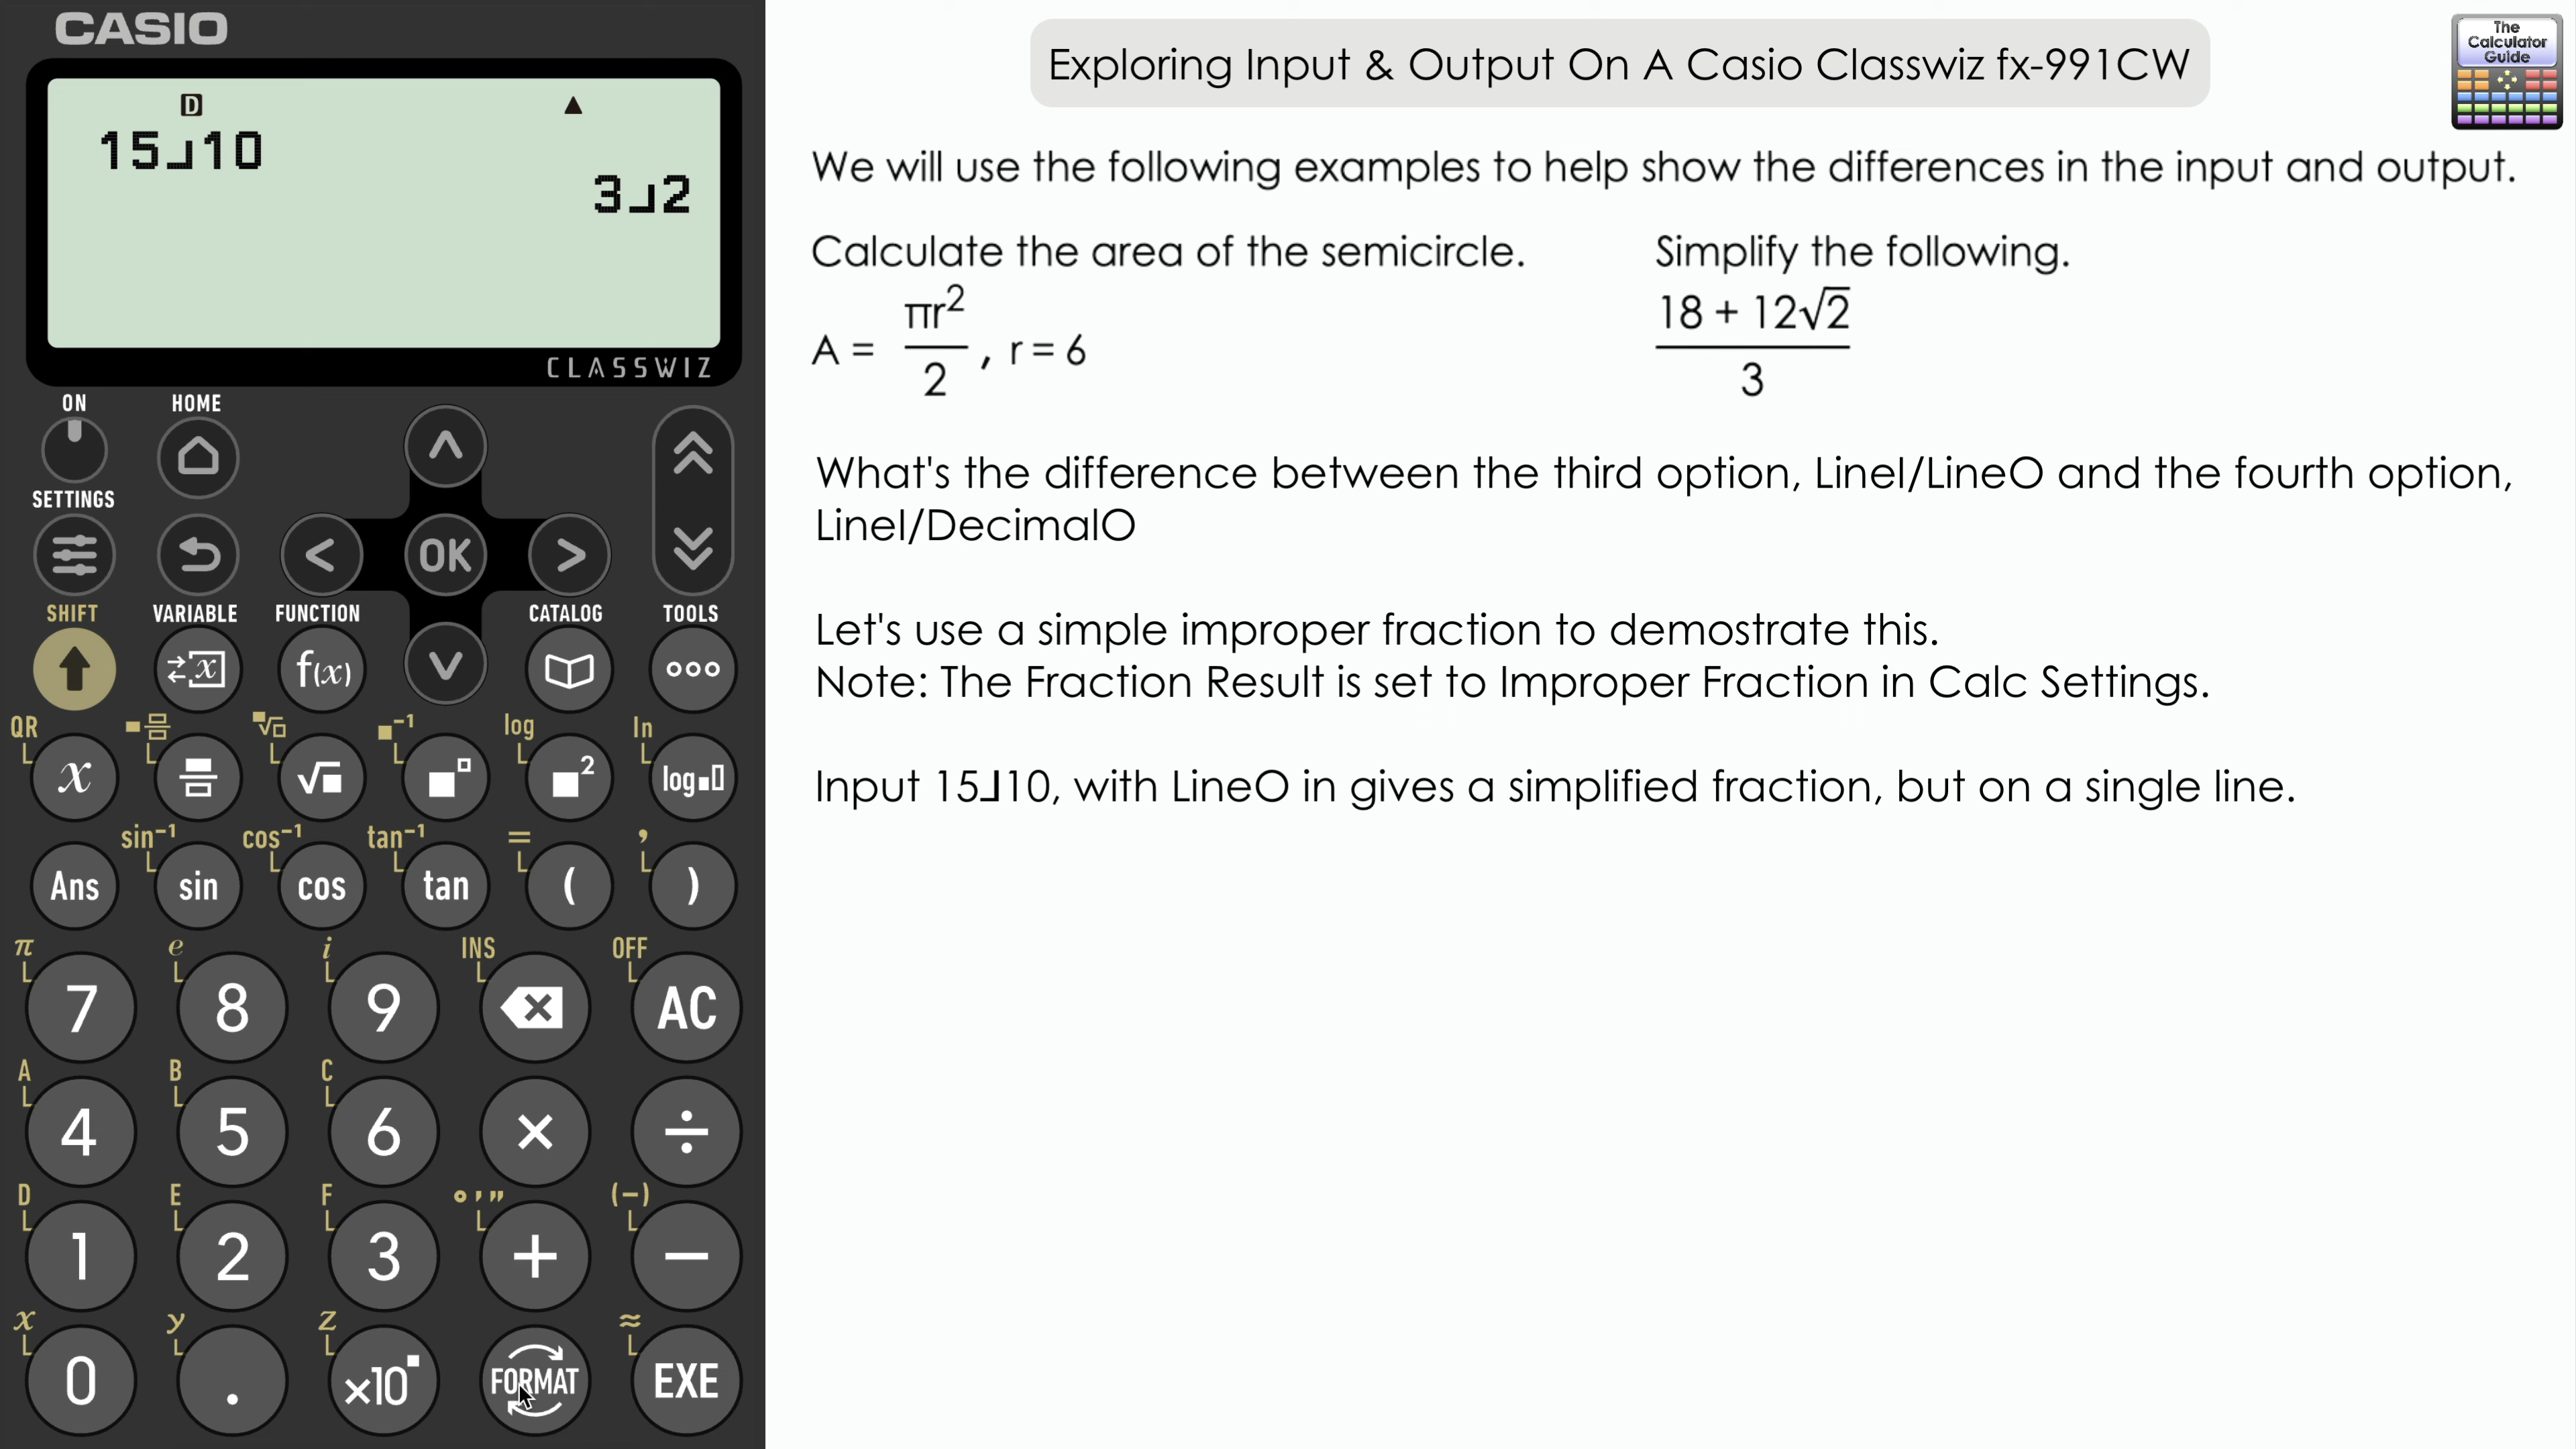 CASIO
D ▲
15⌟10
3⌟2
CLASSWIZ
ON HOME
SETTINGS
OK
SHIFT VARIABLE FUNCTION CATALOG TOOLS
x f(x)
QR log ln
x √■ ■² log
sin⁻¹ cos⁻¹ tan⁻¹ = ,
Ans sin cos tan ( )
π e i INS OFF
7 8 9 AC
A B C
4 5 6 × ÷
D E F ° ′ ″ (−)
1 2 3 + −
x y z ≈
0 . ×10 FORMAT EXE
Exploring Input & Output On A Casio Classwiz fx-991CW
The
Calculator
Guide
We will use the following examples to help show the differences in the input and output.
Calculate the area of the semicircle.
A = πr²/2, r = 6
Simplify the following.
18 + 12√2
3
What's the difference between the third option, LineI/LineO and the fourth option,
LineI/DecimalO
Let's use a simple improper fraction to demostrate this.
Note: The Fraction Result is set to Improper Fraction in Calc Settings.
Input 15⌟10, with LineO in gives a simplified fraction, but on a single line.